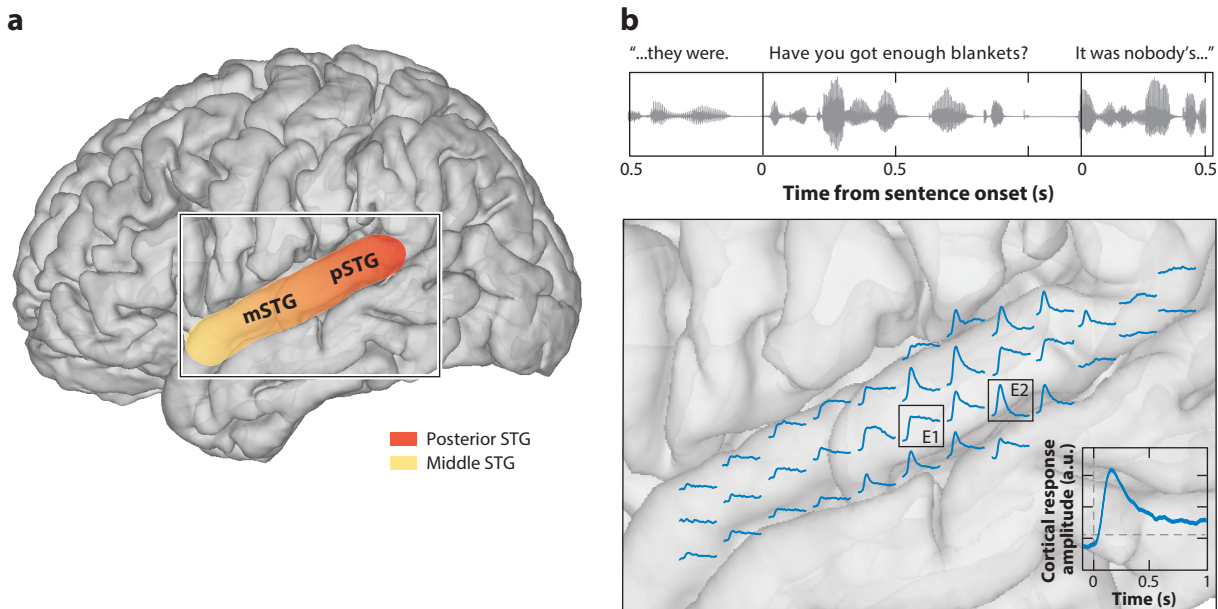 a
mSTG
pSTG
Posterior STG
Middle STG
b
“...they were.
Have you got enough blankets?
It was nobody’s...”
0.5
0
0.5
0
0.5
Time from sentence onset (s)
E2
E1
Cortical response
amplitude (a.u.)
0
0.5
1
Time (s)